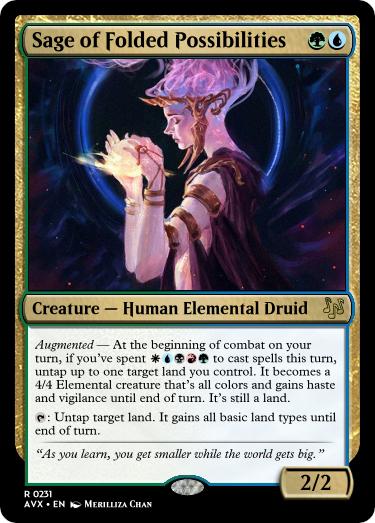 Sage of Folded Possibilities
Creature — Human Elemental Druid
Augmented — At the beginning of combat on your
turn, if you've spent to cast spells this turn,
untap up to one target land you control. It becomes a
4/4 Elemental creature that's all colors and gains haste
and vigilance until end of turn. It's still a land.
: Untap target land. It gains all basic land types until
end of turn.
“As you learn, you get smaller while the world gets big.”
2/2
R 0231
AVX • EN Merilliza Chan